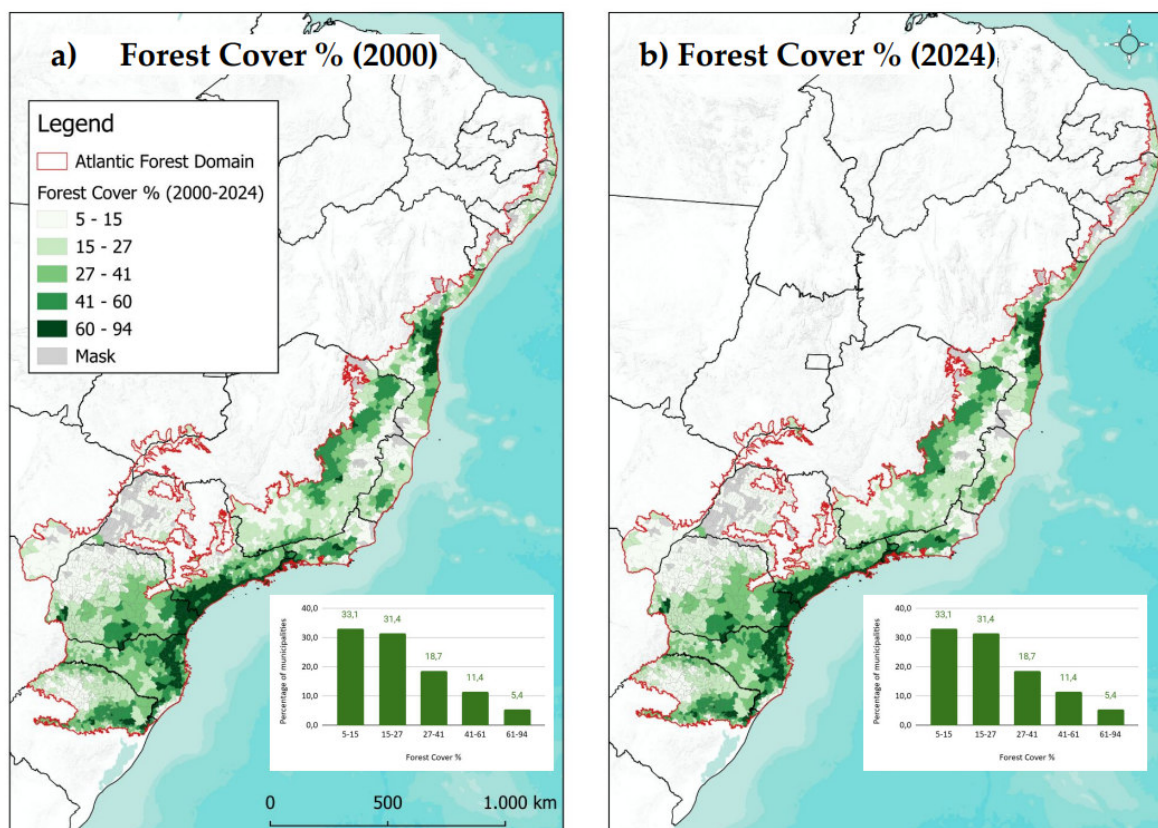 a) Forest Cover % (2000)
Legend
Atlantic Forest Domain
Forest Cover % (2000-2024)
5 - 15
15 - 27
27 - 41
41 - 60
60 - 94
Mask
40,0
30,0
20,0
10,0
0,0
Percentage of municipalities
33,1
31,4
18,7
11,4
5,4
5-15
15-27
27-41
41-61
61-94
Forest Cover %
0
500
1.000 km
b) Forest Cover % (2024)
40,0
30,0
20,0
10,0
0,0
Percentage of municipalities
33,1
31,4
18,7
11,4
5,4
5-15
15-27
27-41
41-61
61-94
Forest Cover %